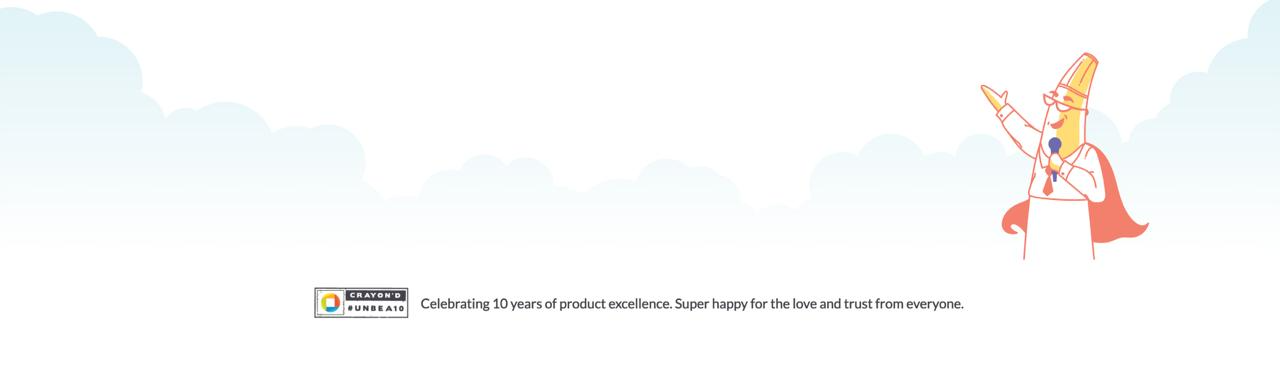 CRAYON'D
#UNBEA10
Celebrating 10 years of product excellence. Super happy for the love and trust from everyone.